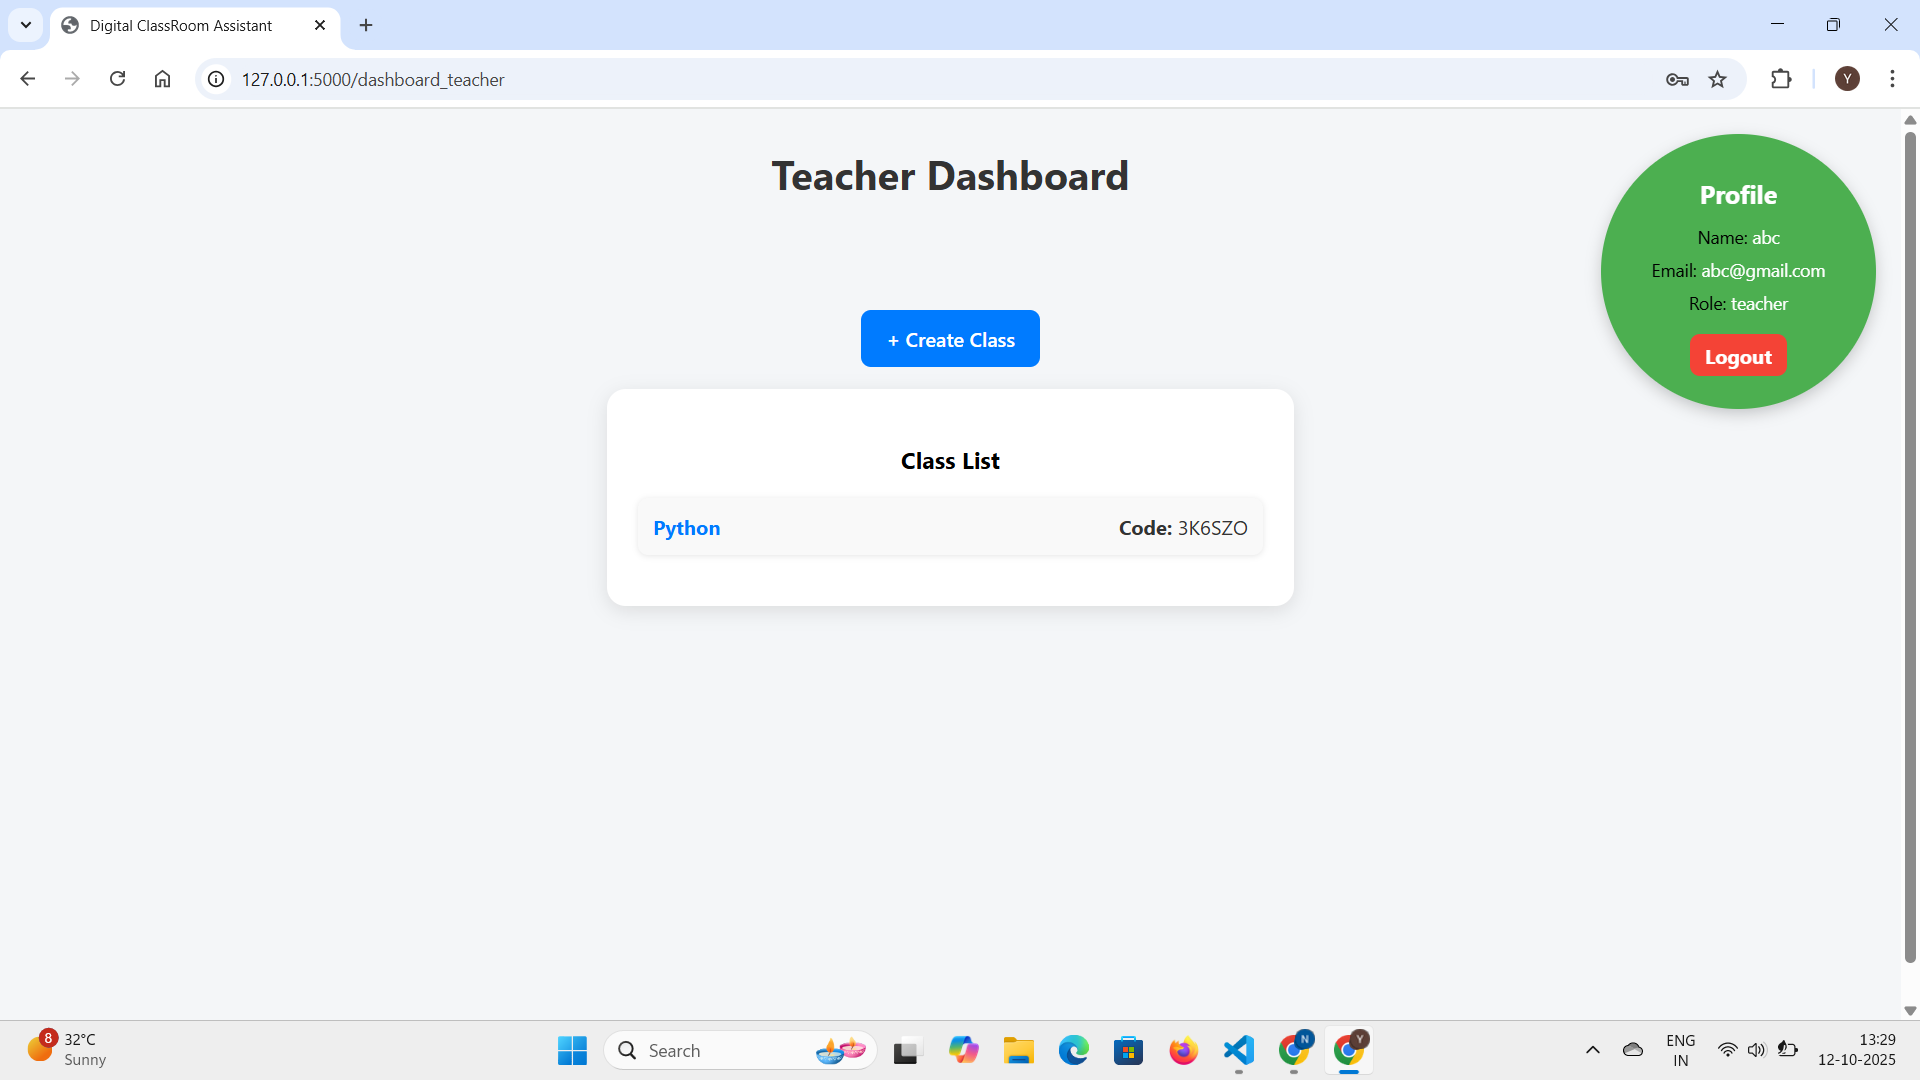 Digital ClassRoom Assistant
127.0.0.1:5000/dashboard_teacher
Y
Teacher Dashboard
Profile
Name: abc
Email: abc@gmail.com
Role: teacher
Logout
+ Create Class
Class List
Python
Code: 3K6SZO
8
32°C
Sunny
Search
N
Y
ENG
IN
13:29
12-10-2025